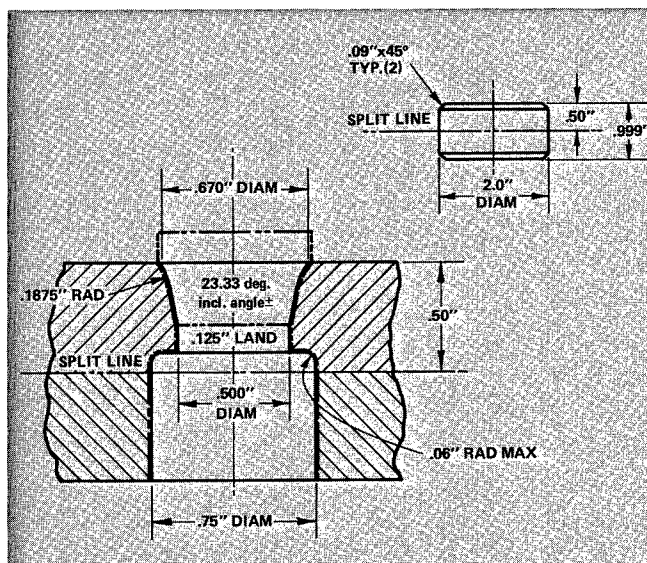 .09" x 45°
TYP.(2)
SPLIT LINE
.50"
.999"
2.0"
DIAM
.670" DIAM
.1875" RAD
23.33 deg.
incl. angle±
.50"
.125" LAND
SPLIT LINE
.500"
DIAM
.06" RAD MAX
.75" DIAM